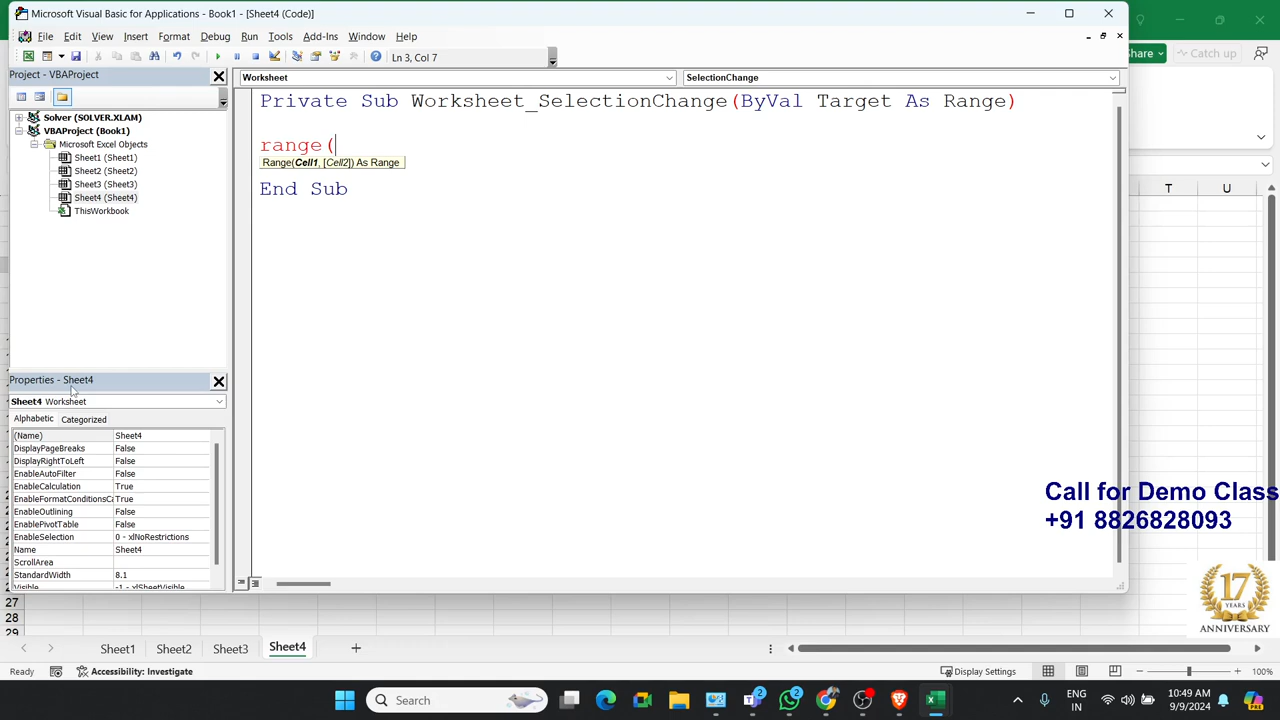 Microsoft Visual Basic for Applications - Book1 - [Sheet4 (Code)]
File Edit View Insert Format Debug Run Tools Add-Ins Window Help
Share
Catch up
Ln 3, Col 7
Project - VBAProject
Worksheet
SelectionChange
Solver (SOLVER.XLAM)
VBAProject (Book1)
Microsoft Excel Objects
Sheet1 (Sheet1)
Sheet2 (Sheet2)
Sheet3 (Sheet3)
Sheet4 (Sheet4)
ThisWorkbook
Private Sub Worksheet_SelectionChange(ByVal Target As Range)
range(
Range(Cell1, [Cell2]) As Range
End Sub
T U
Properties - Sheet4
Sheet4 Worksheet
Alphabetic Categorized
(Name) Sheet4
DisplayPageBreaks False
DisplayRightToLeft False
EnableAutoFilter False
EnableCalculation True
EnableFormatConditionsCa True
EnableOutlining False
EnablePivotTable False
EnableSelection 0 - xlNoRestrictions
Name Sheet4
ScrollArea
StandardWidth 8.1
Visible -1 - xlSheetVisible
Call for Demo Class
+91 8826828093
17
YEARS
ANNIVERSARY
27
28
29
Sheet1 Sheet2 Sheet3 Sheet4
Ready Accessibility: Investigate
Display Settings
100%
Search
2
2
ENG
IN
10:49 AM
9/9/2024